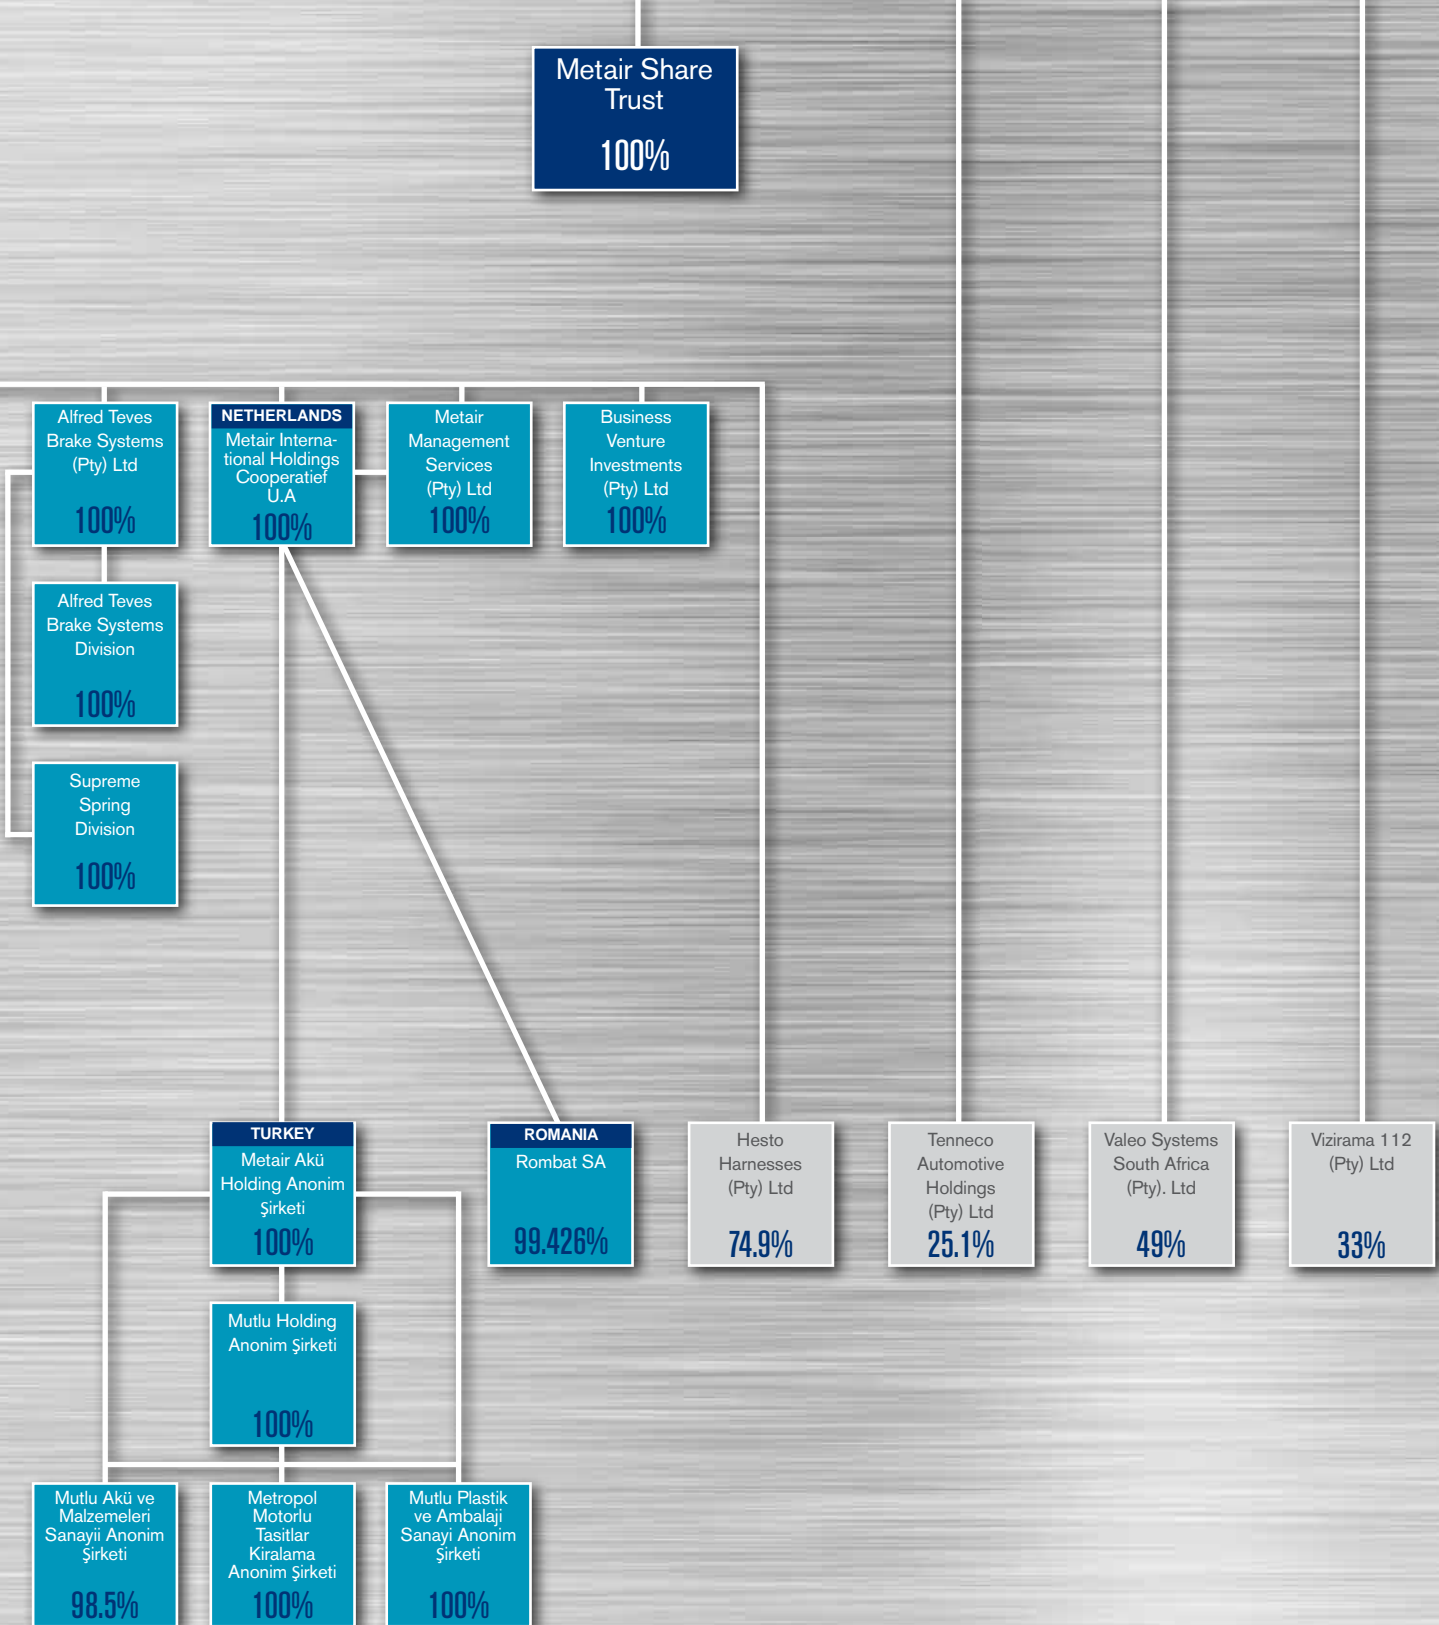 Metair Share
Trust
100%
Alfred Teves
Brake Systems
(Pty) Ltd
100%
NETHERLANDS
Metair Interna-
tional Holdings
Cooperatief
U.A
100%
Metair
Management
Services
(Pty) Ltd
100%
Business
Venture
Investments
(Pty) Ltd
100%
Alfred Teves
Brake Systems
Division
100%
Supreme
Spring
Division
100%
TURKEY
Metair Akü
Holding Anonim
Şirketi
100%
ROMANIA
Rombat SA
99.426%
Hesto
Harnesses
(Pty) Ltd
74.9%
Tenneco
Automotive
Holdings
(Pty) Ltd
25.1%
Valeo Systems
South Africa
(Pty). Ltd
49%
Vizirama 112
(Pty) Ltd
33%
Mutlu Holding
Anonim Şirketi
100%
Mutlu Akü ve
Malzemeleri
Sanayii Anonim
Şirketi
98.5%
Metropol
Motorlu
Tasitlar
Kiralama
Anonim Şirketi
100%
Mutlu Plastik
ve Ambalaji
Sanayi Anonim
Şirketi
100%